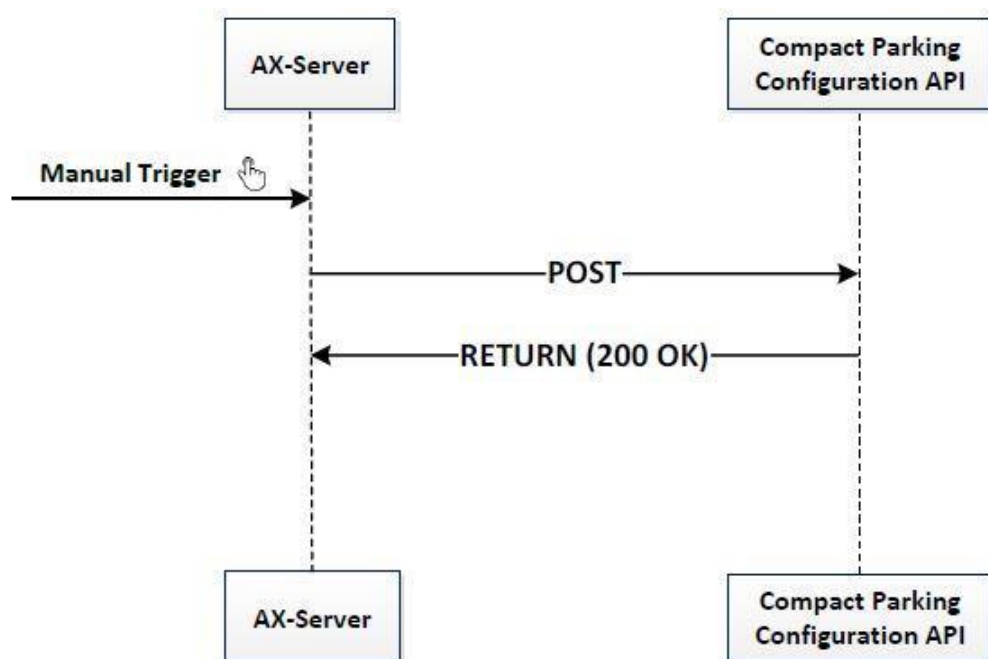 AX-Server
Compact Parking
Configuration API
Manual Trigger
POST
RETURN (200 OK)
AX-Server
Compact Parking
Configuration API